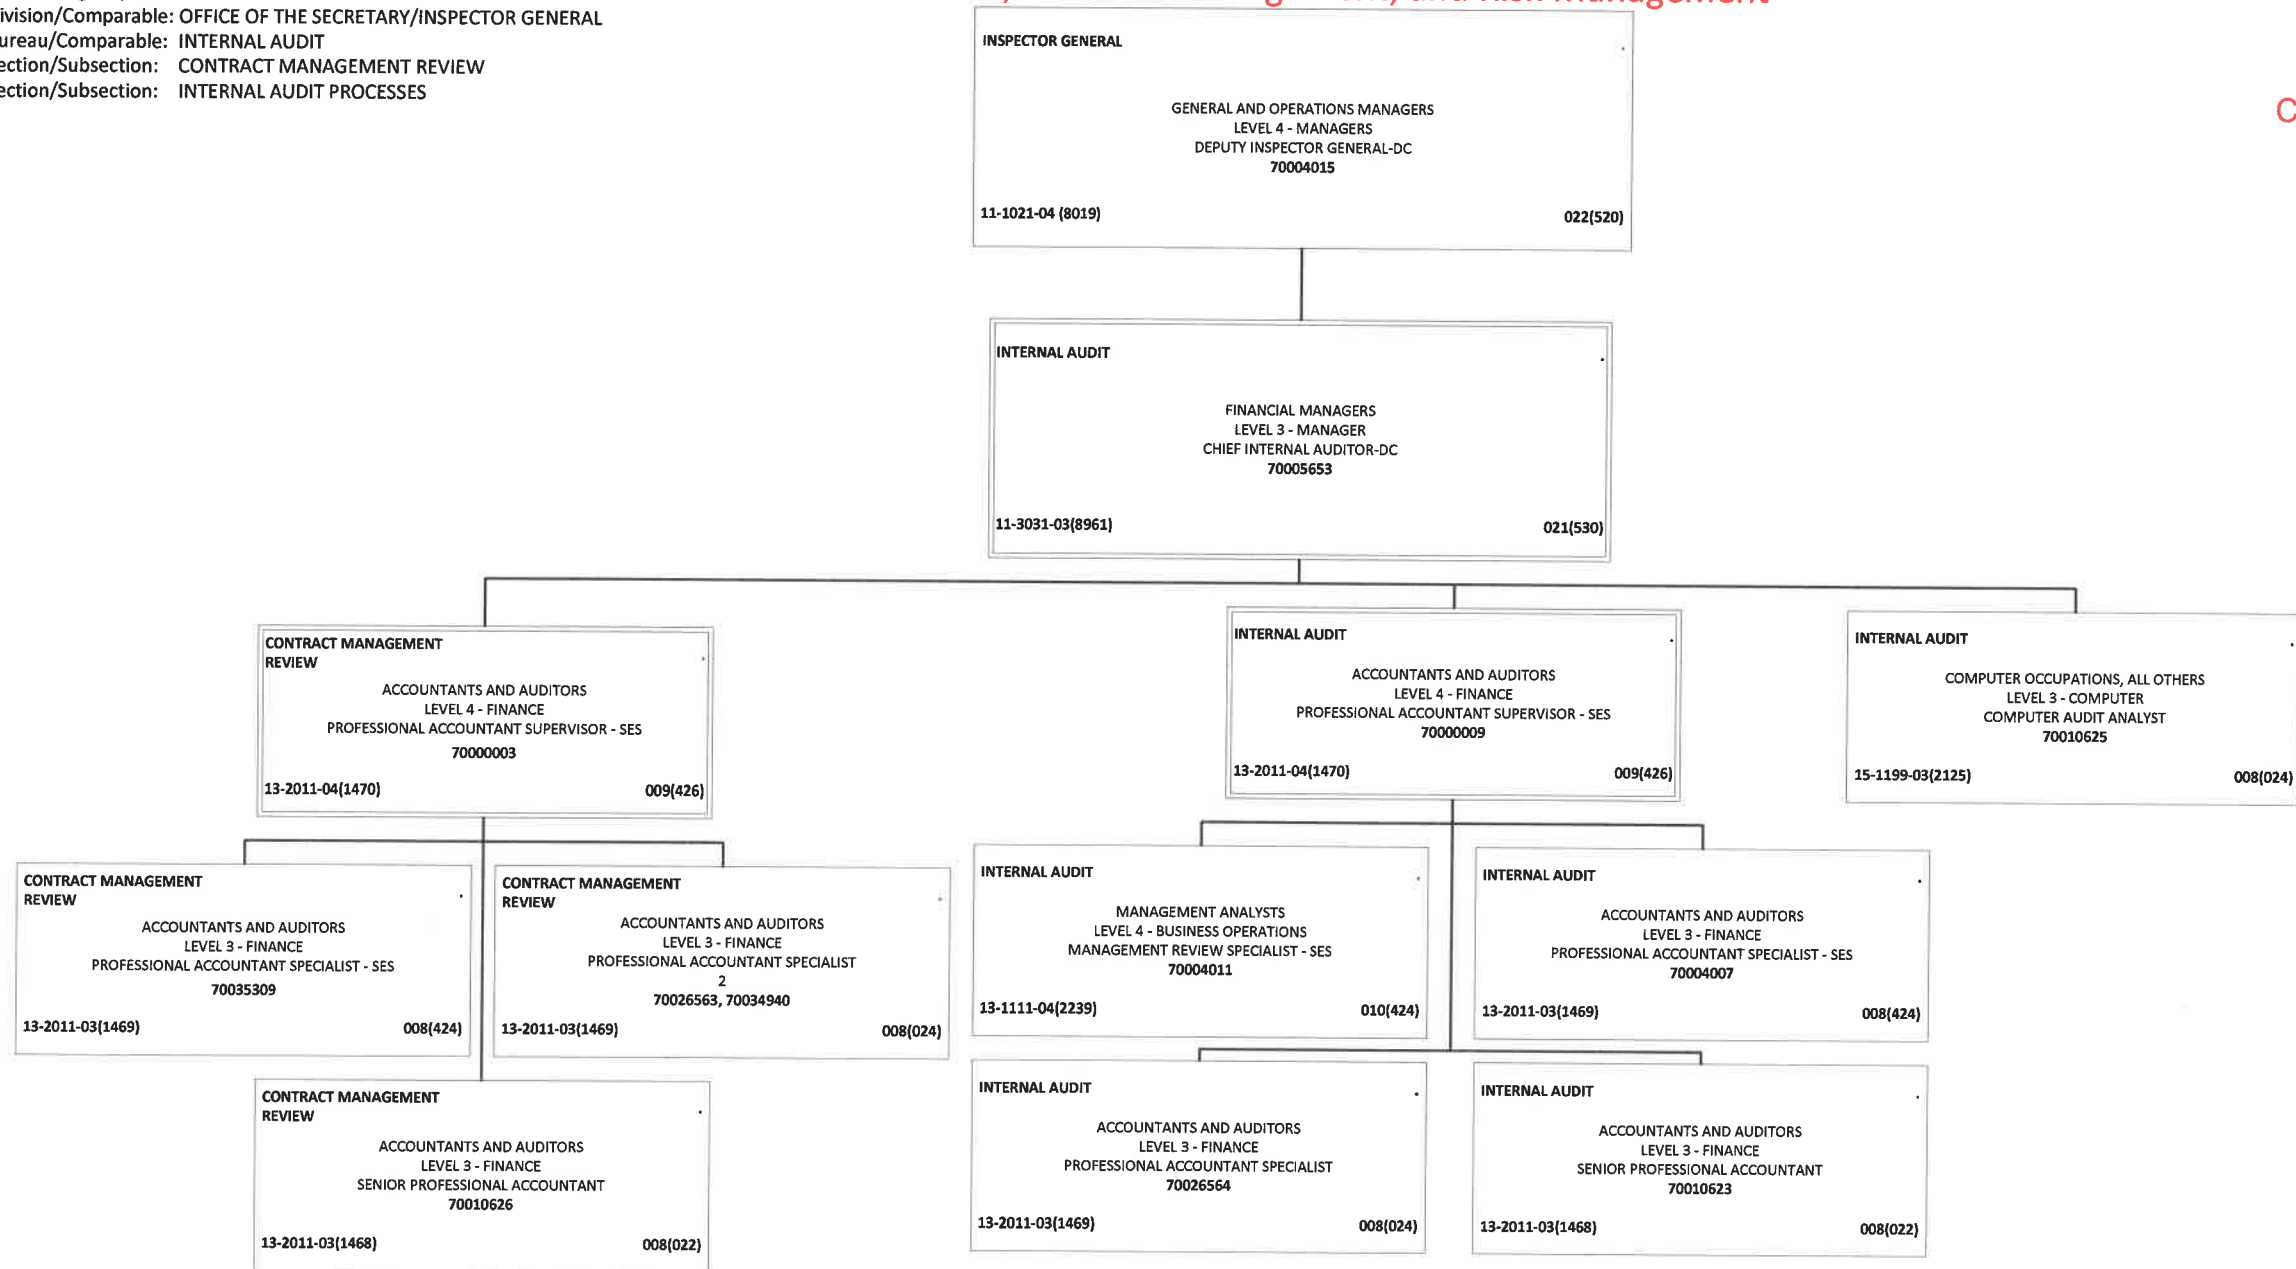 ivision/Comparable: OFFICE OF THE SECRETARY/INSPECTOR GENERAL
ureau/Comparable: INTERNAL AUDIT
ection/Subsection: CONTRACT MANAGEMENT REVIEW
ection/Subsection: INTERNAL AUDIT PROCESSES
and Risk Management
C
INSPECTOR GENERAL
GENERAL AND OPERATIONS MANAGERS
LEVEL 4 - MANAGERS
DEPUTY INSPECTOR GENERAL-DC
70004015
11-1021-04 (8019)
022(520)
INTERNAL AUDIT
FINANCIAL MANAGERS
LEVEL 3 - MANAGER
CHIEF INTERNAL AUDITOR-DC
70005653
11-3031-03(8961)
021(530)
CONTRACT MANAGEMENT
REVIEW
ACCOUNTANTS AND AUDITORS
LEVEL 4 - FINANCE
PROFESSIONAL ACCOUNTANT SUPERVISOR - SES
70000003
13-2011-04(1470)
009(426)
INTERNAL AUDIT
ACCOUNTANTS AND AUDITORS
LEVEL 4 - FINANCE
PROFESSIONAL ACCOUNTANT SUPERVISOR - SES
70000009
13-2011-04(1470)
009(426)
INTERNAL AUDIT
COMPUTER OCCUPATIONS, ALL OTHERS
LEVEL 3 - COMPUTER
COMPUTER AUDIT ANALYST
70010625
15-1199-03(2125)
008(024)
CONTRACT MANAGEMENT
REVIEW
ACCOUNTANTS AND AUDITORS
LEVEL 3 - FINANCE
PROFESSIONAL ACCOUNTANT SPECIALIST - SES
70035309
13-2011-03(1469)
008(424)
CONTRACT MANAGEMENT
REVIEW
ACCOUNTANTS AND AUDITORS
LEVEL 3 - FINANCE
PROFESSIONAL ACCOUNTANT SPECIALIST
2
70026563, 70034940
13-2011-03(1469)
008(024)
INTERNAL AUDIT
MANAGEMENT ANALYSTS
LEVEL 4 - BUSINESS OPERATIONS
MANAGEMENT REVIEW SPECIALIST - SES
70004011
13-1111-04(2239)
010(424)
INTERNAL AUDIT
ACCOUNTANTS AND AUDITORS
LEVEL 3 - FINANCE
PROFESSIONAL ACCOUNTANT SPECIALIST - SES
70004007
13-2011-03(1469)
008(424)
CONTRACT MANAGEMENT
REVIEW
ACCOUNTANTS AND AUDITORS
LEVEL 3 - FINANCE
SENIOR PROFESSIONAL ACCOUNTANT
70010626
13-2011-03(1468)
008(022)
INTERNAL AUDIT
ACCOUNTANTS AND AUDITORS
LEVEL 3 - FINANCE
PROFESSIONAL ACCOUNTANT SPECIALIST
70026564
13-2011-03(1469)
008(024)
INTERNAL AUDIT
ACCOUNTANTS AND AUDITORS
LEVEL 3 - FINANCE
SENIOR PROFESSIONAL ACCOUNTANT
70010623
13-2011-03(1468)
008(022)